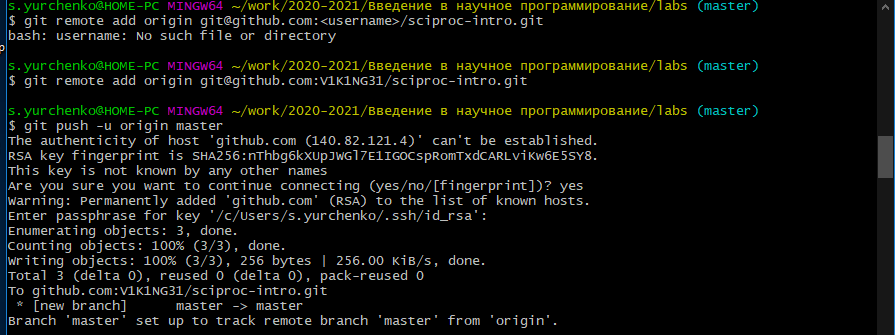 s.yurchenko@HOME-PC MINGW64 ~/work/2020-2021/Введение в научное программирование/labs (master)
$ git remote add origin git@github.com:<username>/sciproc-intro.git
bash: username: No such file or directory
p
s.yurchenko@HOME-PC MINGW64 ~/work/2020-2021/Введение в научное программирование/labs (master)
$ git remote add origin git@github.com:V1K1NG31/sciproc-intro.git
s.yurchenko@HOME-PC MINGW64 ~/work/2020-2021/Введение в научное программирование/labs (master)
$ git push -u origin master
The authenticity of host 'github.com (140.82.121.4)' can't be established.
RSA key fingerprint is SHA256:nThbg6kXUpJWGl7E1IGOCspRomTxdCARLviKw6E5SY8.
This key is not known by any other names
Are you sure you want to continue connecting (yes/no/[fingerprint])? yes
Warning: Permanently added 'github.com' (RSA) to the list of known hosts.
Enter passphrase for key '/c/Users/s.yurchenko/.ssh/id_rsa':
Enumerating objects: 3, done.
Counting objects: 100% (3/3), done.
Writing objects: 100% (3/3), 256 bytes | 256.00 KiB/s, done.
Total 3 (delta 0), reused 0 (delta 0), pack-reused 0
To github.com:V1K1NG31/sciproc-intro.git
 * [new branch]      master -> master
Branch 'master' set up to track remote branch 'master' from 'origin'.